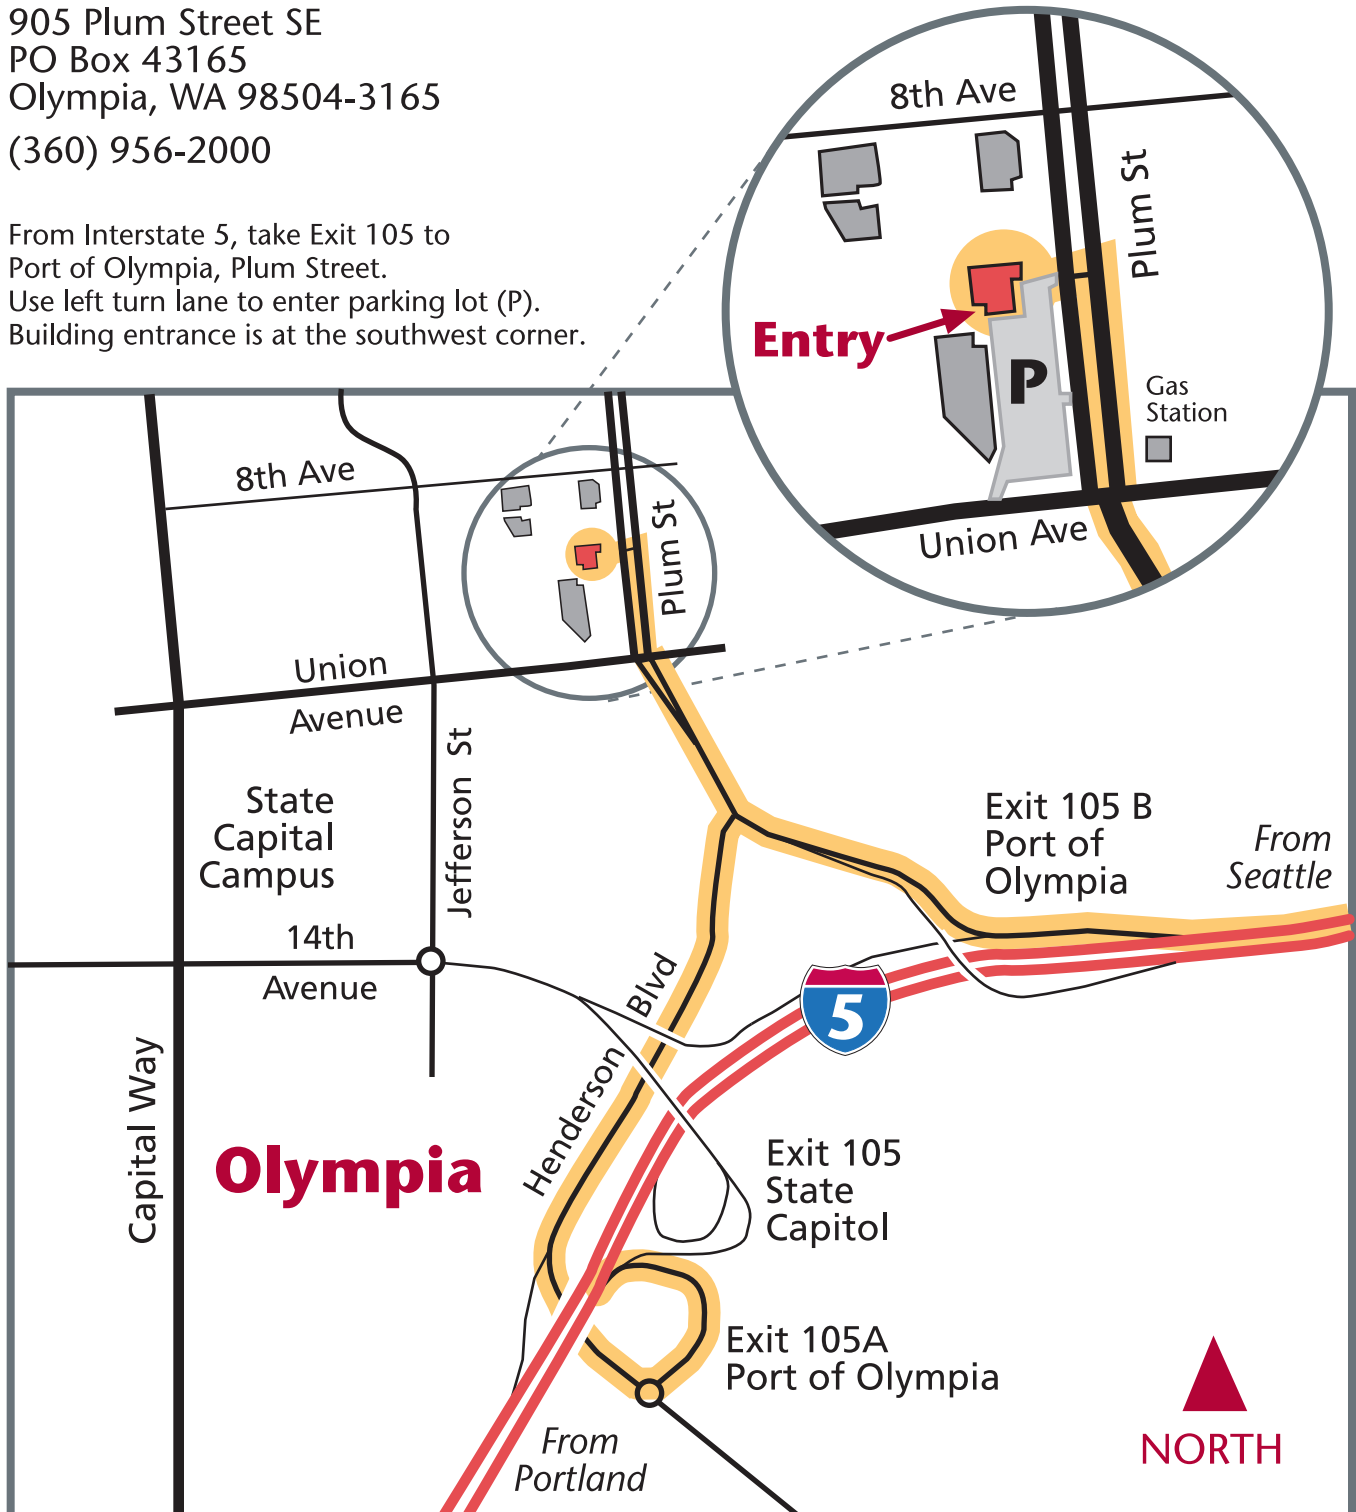 905 Plum Street SE
PO Box 43165
Olympia, WA 98504-3165
(360) 956-2000
From Interstate 5, take Exit 105 to
Port of Olympia, Plum Street.
Use left turn lane to enter parking lot (P).
Building entrance is at the southwest corner.
8th Ave
Plum St
Entry
P
Gas
Station
Union Ave
8th Ave
Plum St
Union
Avenue
Jefferson St
State
Capital
Campus
Exit 105 B
Port of
Olympia
From
Seattle
14th
Avenue
Henderson Blvd
5
Capital Way
Olympia
Exit 105
State
Capitol
Exit 105A
Port of Olympia
From
Portland
NORTH